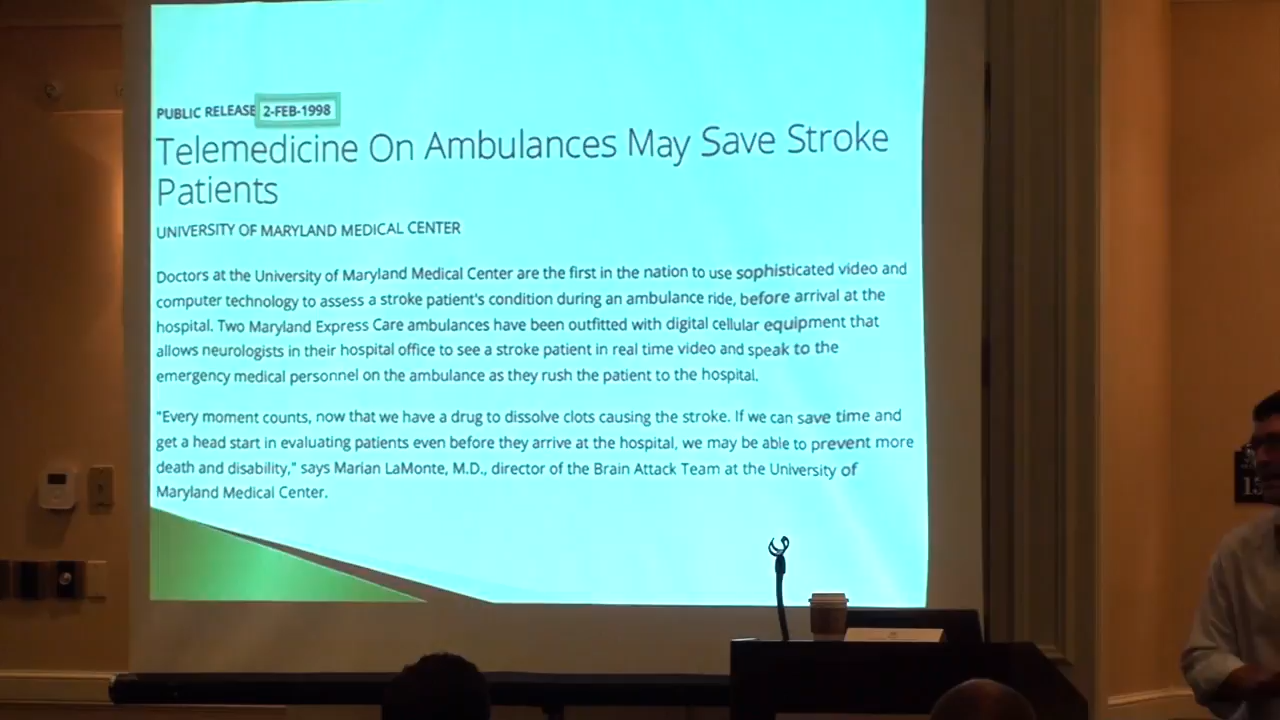 PUBLIC RELEASE 2-FEB-1998
Telemedicine On Ambulances May Save Stroke
Patients
UNIVERSITY OF MARYLAND MEDICAL CENTER
Doctors at the University of Maryland Medical Center are the first in the nation to use sophisticated video and
computer technology to assess a stroke patient's condition during an ambulance ride, before arrival at the
hospital. Two Maryland Express Care ambulances have been outfitted with digital cellular equipment that
allows neurologists in their hospital office to see a stroke patient in real time video and speak to the
emergency medical personnel on the ambulance as they rush the patient to the hospital.
"Every moment counts, now that we have a drug to dissolve clots causing the stroke. If we can save time and
get a head start in evaluating patients even before they arrive at the hospital, we may be able to prevent more
death and disability," says Marian LaMonte, M.D., director of the Brain Attack Team at the University of
Maryland Medical Center.